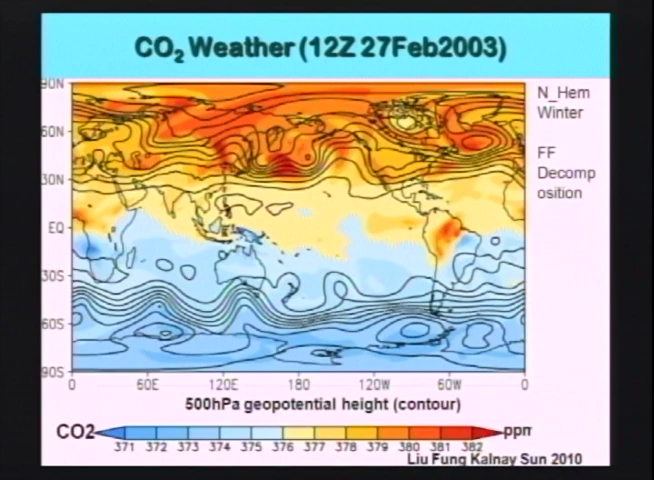 CO₂ Weather (12Z 27Feb2003)
90N
60N
30N
EQ
30S
60S
90S
0 60E 120E 180 120W 60W 0
N_Hem
Winter
FF
Decomp
osition
500hPa geopotential height (contour)
CO2 ppm
371 372 373 374 375 376 377 378 379 380 381 382
Liu Fung Kalnay Sun 2010